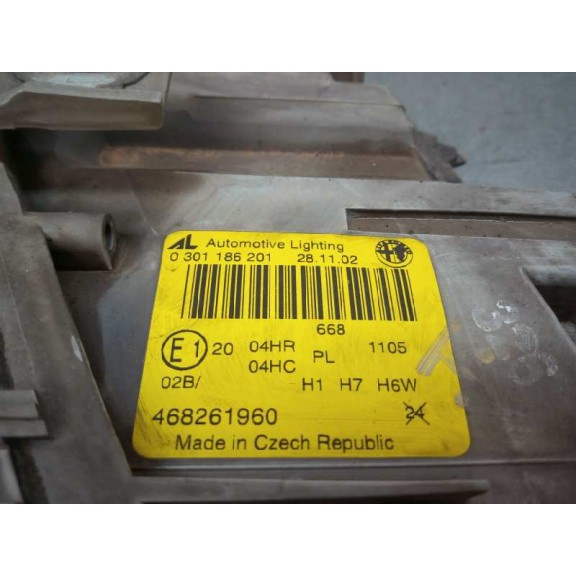 AL Automotive Lighting
0 301 186 201 28.11.02
668
E1 20 04HR PL 1105
04HC
02B/ H1 H7 H6W
468261960 24
Made in Czech Republic